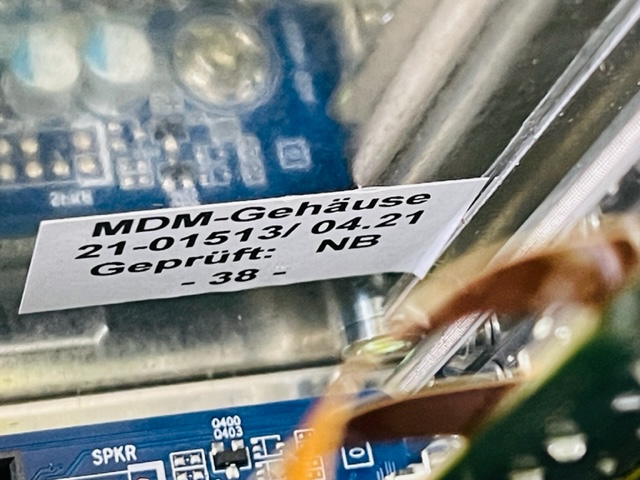 MDM-Gehäuse
21-01513/ 04.21
Geprüft: NB
- 38 -
Q400
Q403
SPKR